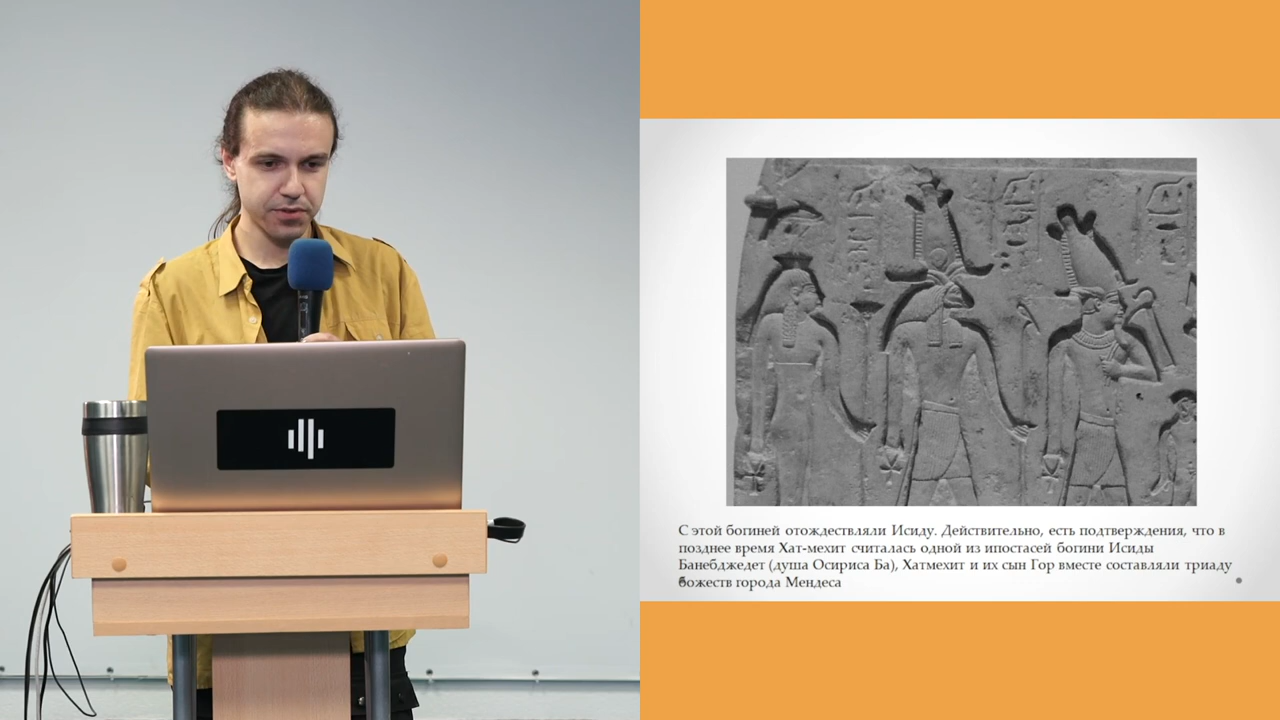 С этой богиней отождествляли Исиду. Действительно, есть подтверждения, что в
позднее время Хат-мехит считалась одной из ипостасей богини Исиды
Банебджедет (душа Осириса Ба), Хатмехит и их сын Гор вместе составляли триаду
божеств города Мендеса